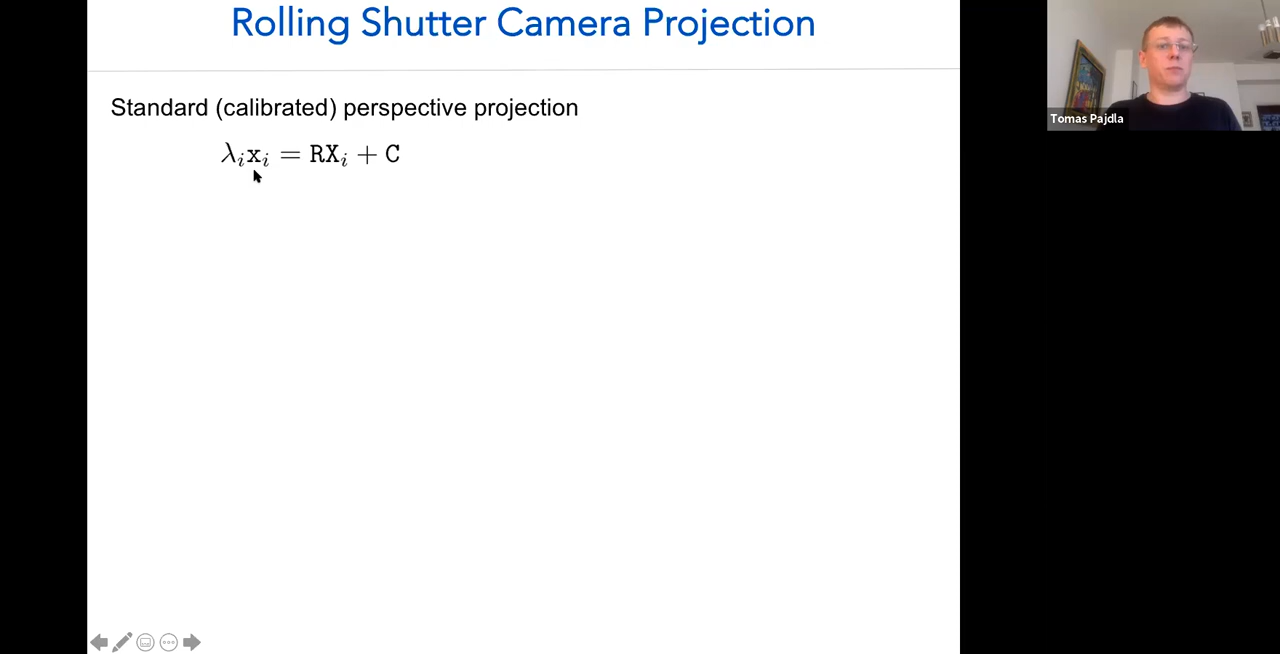 Rolling Shutter Camera Projection
Standard (calibrated) perspective projection
λᵢxᵢ = RXᵢ + C
Tomas Pajdla